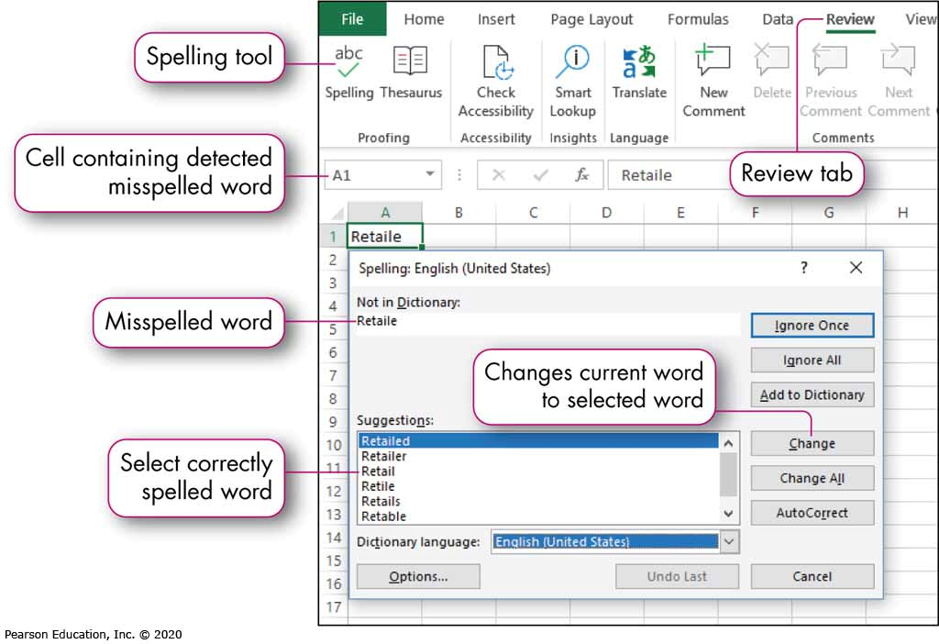 File Home Insert Page Layout Formulas Data Review View
Spelling tool
abc
Spelling Thesaurus Check Accessibility Smart Lookup Translate New Comment Delete Previous Comment Next Comment
Proofing Accessibility Insights Language Comments
Cell containing detected
misspelled word
A1 fx Retaile
Review tab
A B C D E F G H
1 Retaile
2
3
4
5
6
7
8
9
10
11
12
13
14
15
16
17
Spelling: English (United States) ?
Not in Dictionary:
Retaile
Misspelled word
Ignore Once
Ignore All
Add to Dictionary
Changes current word
to selected word
Suggestions:
Retailed
Retailer
Retail
Retile
Retails
Retable
Select correctly
spelled word
Change
Change All
AutoCorrect
Dictionary language: English (United States)
Options... Undo Last Cancel
Pearson Education, Inc. © 2020